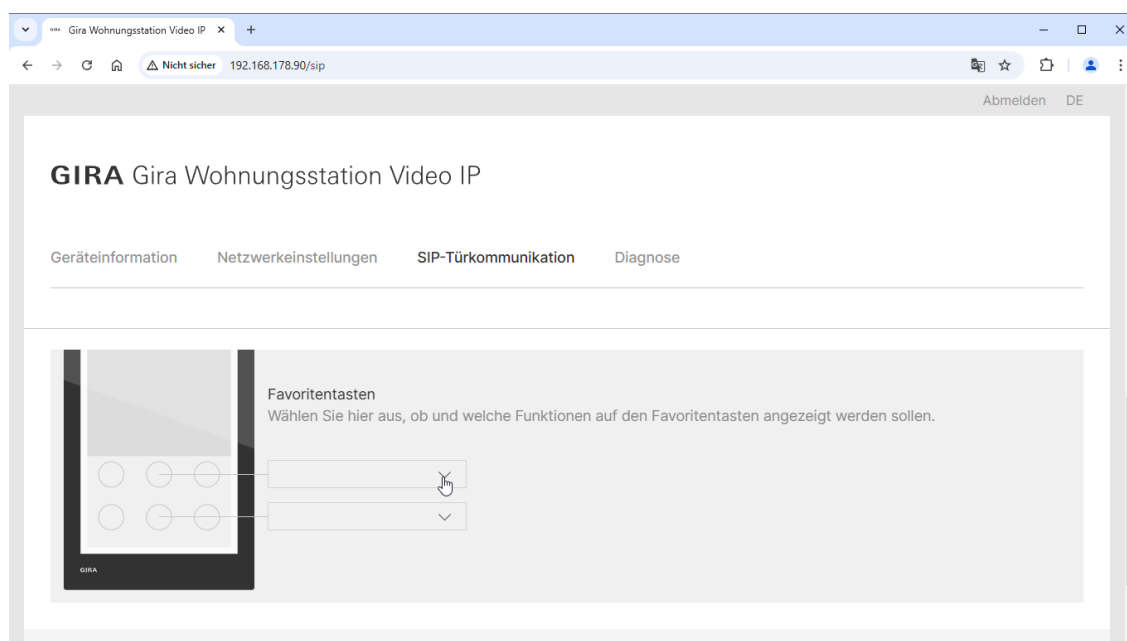 Gira Wohnungsstation Video IP
Nicht sicher 192.168.178.90/sip
Abmelden DE
GIRA Gira Wohnungsstation Video IP
Geräteinformation Netzwerkeinstellungen SIP-Türkommunikation Diagnose
Favoritentasten
Wählen Sie hier aus, ob und welche Funktionen auf den Favoritentasten angezeigt werden sollen.
GIRA